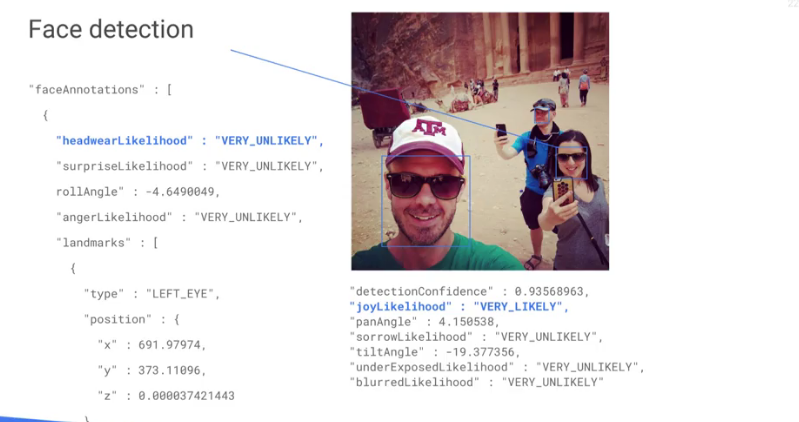 22
Face detection
"faceAnnotations" : [
{
"headwearLikelihood" : "VERY_UNLIKELY",
"surpriseLikelihood" : "VERY_UNLIKELY",
rollAngle" : -4.6490049,
"angerLikelihood" : "VERY_UNLIKELY",
"landmarks" : [
{
"type" : "LEFT_EYE",
"position" : {
"x" : 691.97974,
"y" : 373.11096,
"z" : 0.000037421443
}
ATM
"detectionConfidence" : 0.93568963,
"joyLikelihood" : "VERY_LIKELY",
"panAngle" : 4.150538,
"sorrowLikelihood" : "VERY_UNLIKELY",
"tiltAngle" : -19.377356,
"underExposedLikelihood" : "VERY_UNLIKELY",
"blurredLikelihood" : "VERY_UNLIKELY"